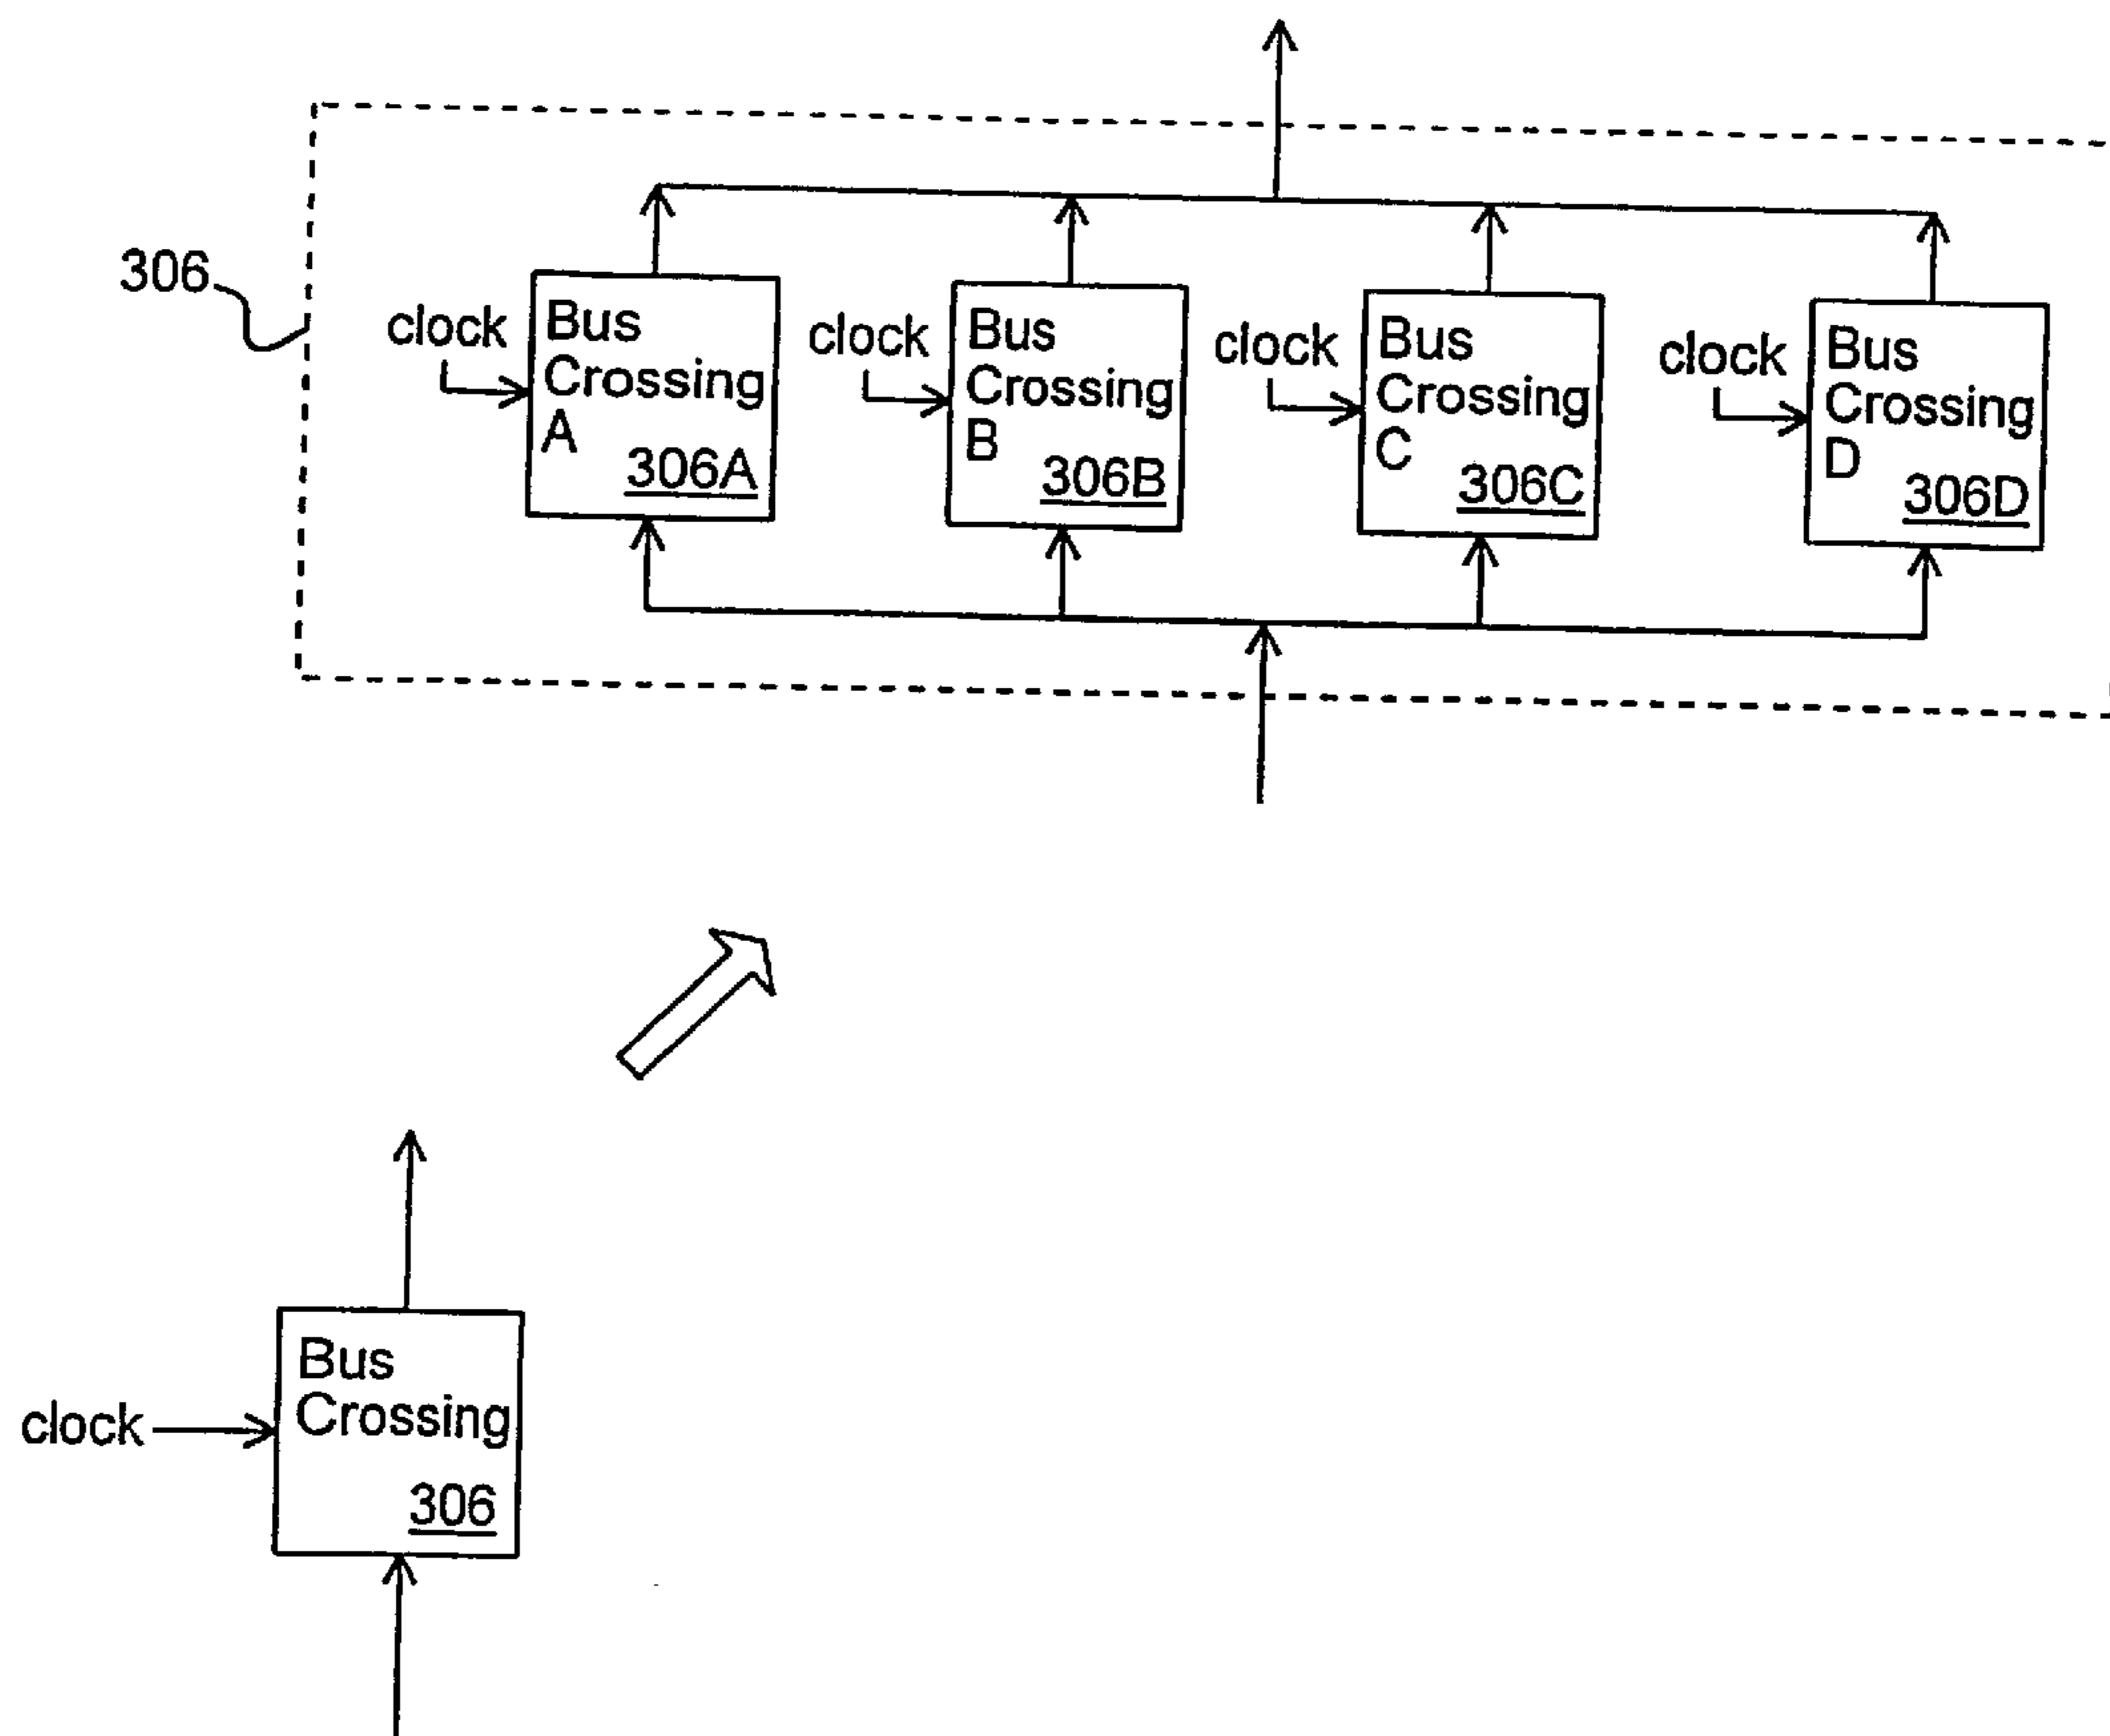 306
clock
Bus
Crossing
A
306A
clock
Bus
Crossing
B
306B
clock
Bus
Crossing
C
306C
clock
Bus
Crossing
D
306D
clock
Bus
Crossing
306